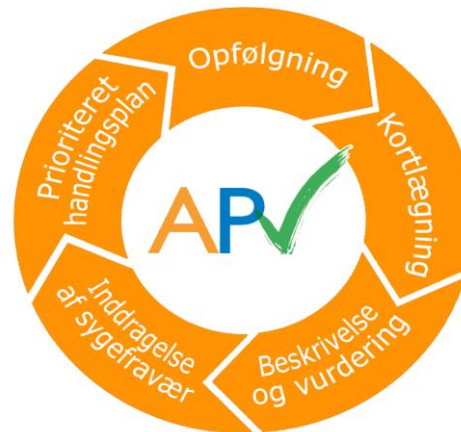 Opfølgning
Kortlægning
Beskrivelse
og vurdering
Inddragelse
af sygefravær
Prioriteret
handlingsplan
APV